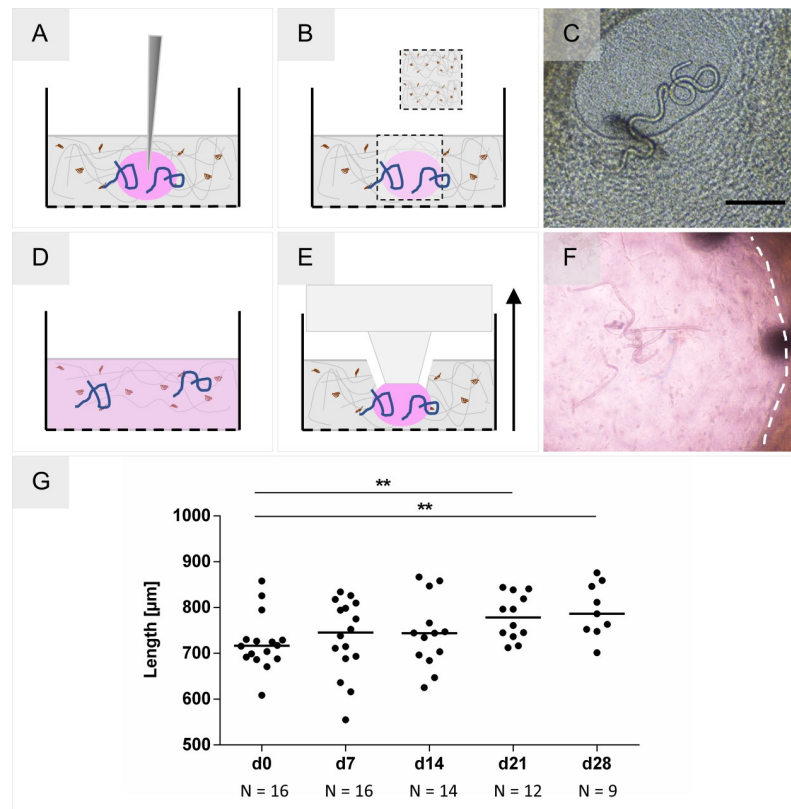 A
B
C
D
E
F
G
**
**
1000
900
800
700
600
500
Length [µm]
d0 d7 d14 d21 d28
N = 16 N = 16 N = 14 N = 12 N = 9